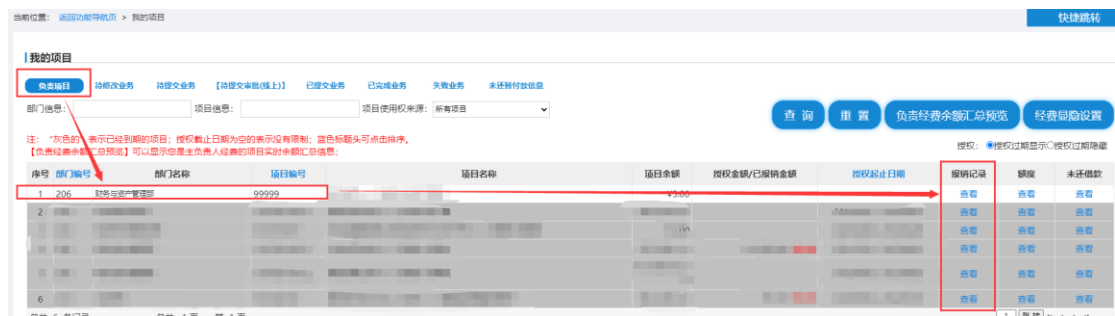 当前位置： 返回功能导航页 > 我的项目
快捷跳转
我的项目
负责项目 待修改业务 待提交业务 【待提交审批(线上)】 已提交业务 已完成业务 失败业务 未还暂付款信息
部门信息： 项目信息： 项目使用权来源： 所有项目
查 询 重 置 负责经费余额汇总预览 经费显隐设置
注： “灰色的”表示已经到期的项目；授权截止日期为空的表示没有限制；蓝色标题头可点击排序。
授权： 授权过期显示 授权过期隐藏
【负责经费余额汇总预览】可以显示您是主负责人经费的项目实时余额汇总信息；
序号 部门编号 部门名称 项目编号 项目名称 项目余额 授权金额/已报销金额 授权起止日期 报销记录 额度 未还借款
1 206 财务与资产管理部 99999 查看 查看 查看
2 查看 查看 查看
查看 查看 查看
查看 查看 查看
查看 查看 查看
6 查看 查看 查看